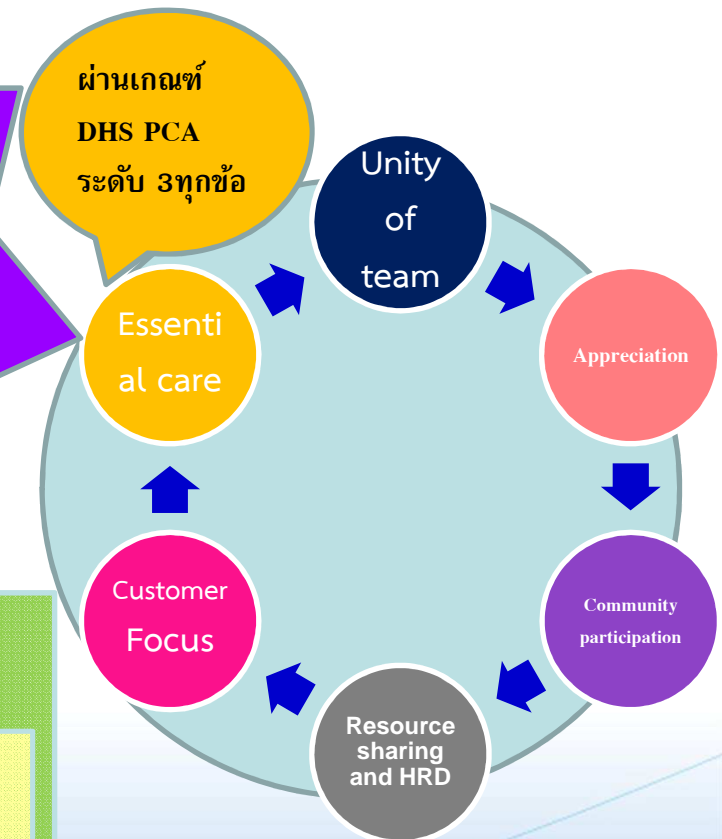 ผ่านเกณฑ์
DHS PCA
ระดับ 3ทุกข้อ
Unity
of
team
Appreciation
Community
participation
Resource
sharing
and HRD
Customer
Focus
Essenti
al care